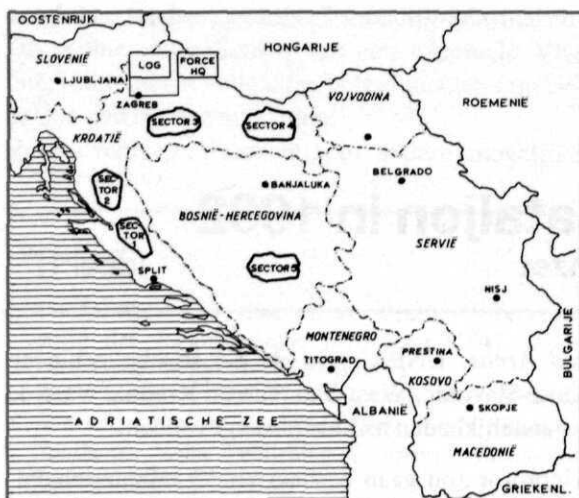 OOSTENRIJK
SLOVENIË
LJUBLJANA
LOG
FORCE
HQ
HONGARIJE
ROEMENIË
VOJVODINA
ZAGREB
KROATIË
SECTOR 3
SECTOR 4
BELGRADO
BANJALUKA
SEC
TOR
2
BOSNIË-HERCEGOVINA
SEC
TOR
1
SERVIË
SPLIT
SECTOR 5
NISJ
BULGARIJE
MONTENEGRO
TITOGRAD
PRESTINA
KOSOVO
ALBANIË
SKOPJE
ADRIATISCHE ZEE
MACEDONIË
GRIEKENL.